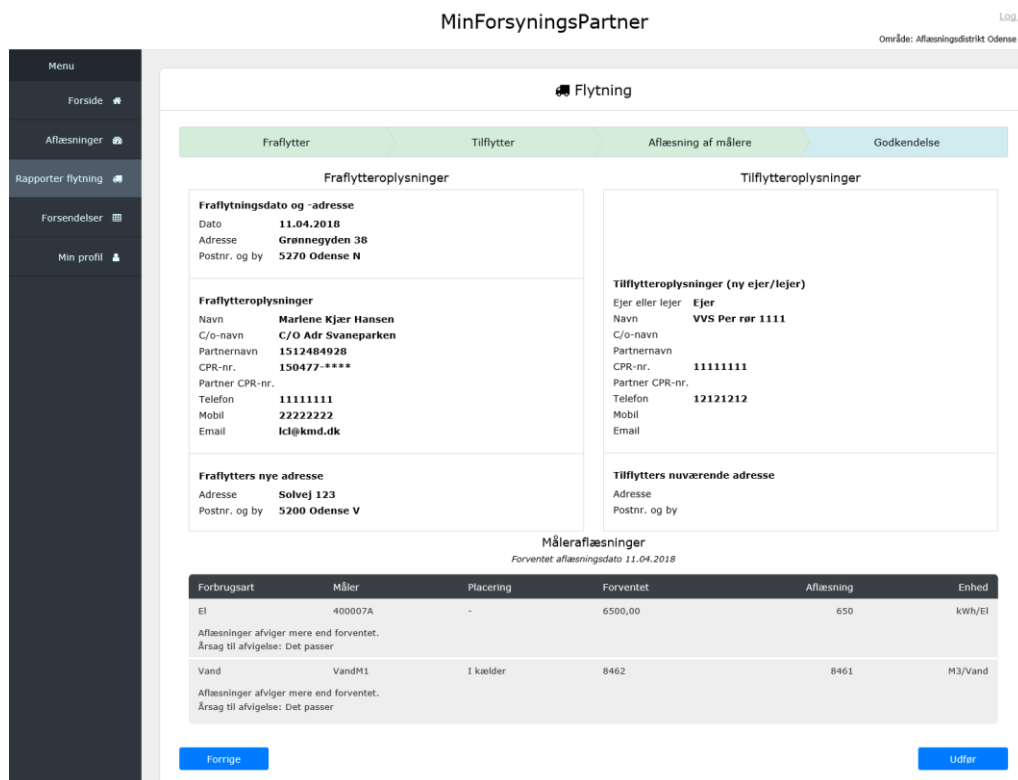 MinForsyningsPartner
Log
Område: Aflæsningsdistrikt Odense
Menu
Forside
Aflæsninger
Rapporter flytning
Forsendelser
Min profil
Flytning
Fraflytter
Tilflytter
Aflæsning af målere
Godkendelse
Fraflytteroplysninger
Fraflytningsdato og -adresse
Dato 11.04.2018
Adresse Grønnegyden 38
Postnr. og by 5270 Odense N
Fraflytteroplysninger
Navn Marlene Kjær Hansen
C/o-navn C/O Adr Svaneparken
Partnernavn 1512484928
CPR-nr. 150477-****
Partner CPR-nr.
Telefon 11111111
Mobil 22222222
Email lcl@kmd.dk
Fraflytters nye adresse
Adresse Solvej 123
Postnr. og by 5200 Odense V
Tilflytteroplysninger
Tilflytteroplysninger (ny ejer/lejer)
Ejer eller lejer Ejer
Navn VVS Per rør 1111
C/o-navn
Partnernavn
CPR-nr. 11111111
Partner CPR-nr.
Telefon 12121212
Mobil
Email
Tilflytters nuværende adresse
Adresse
Postnr. og by
Måleraflæsninger
Forventet aflæsningsdato 11.04.2018
Forbrugsart Måler Placering Forventet Aflæsning Enhed
El 400007A - 6500,00 650 kWh/El
Aflæsninger afviger mere end forventet.
Årsag til afvigelse: Det passer
Vand VandM1 I kælder 8462 8461 M3/Vand
Aflæsninger afviger mere end forventet.
Årsag til afvigelse: Det passer
Forrige
Udfør